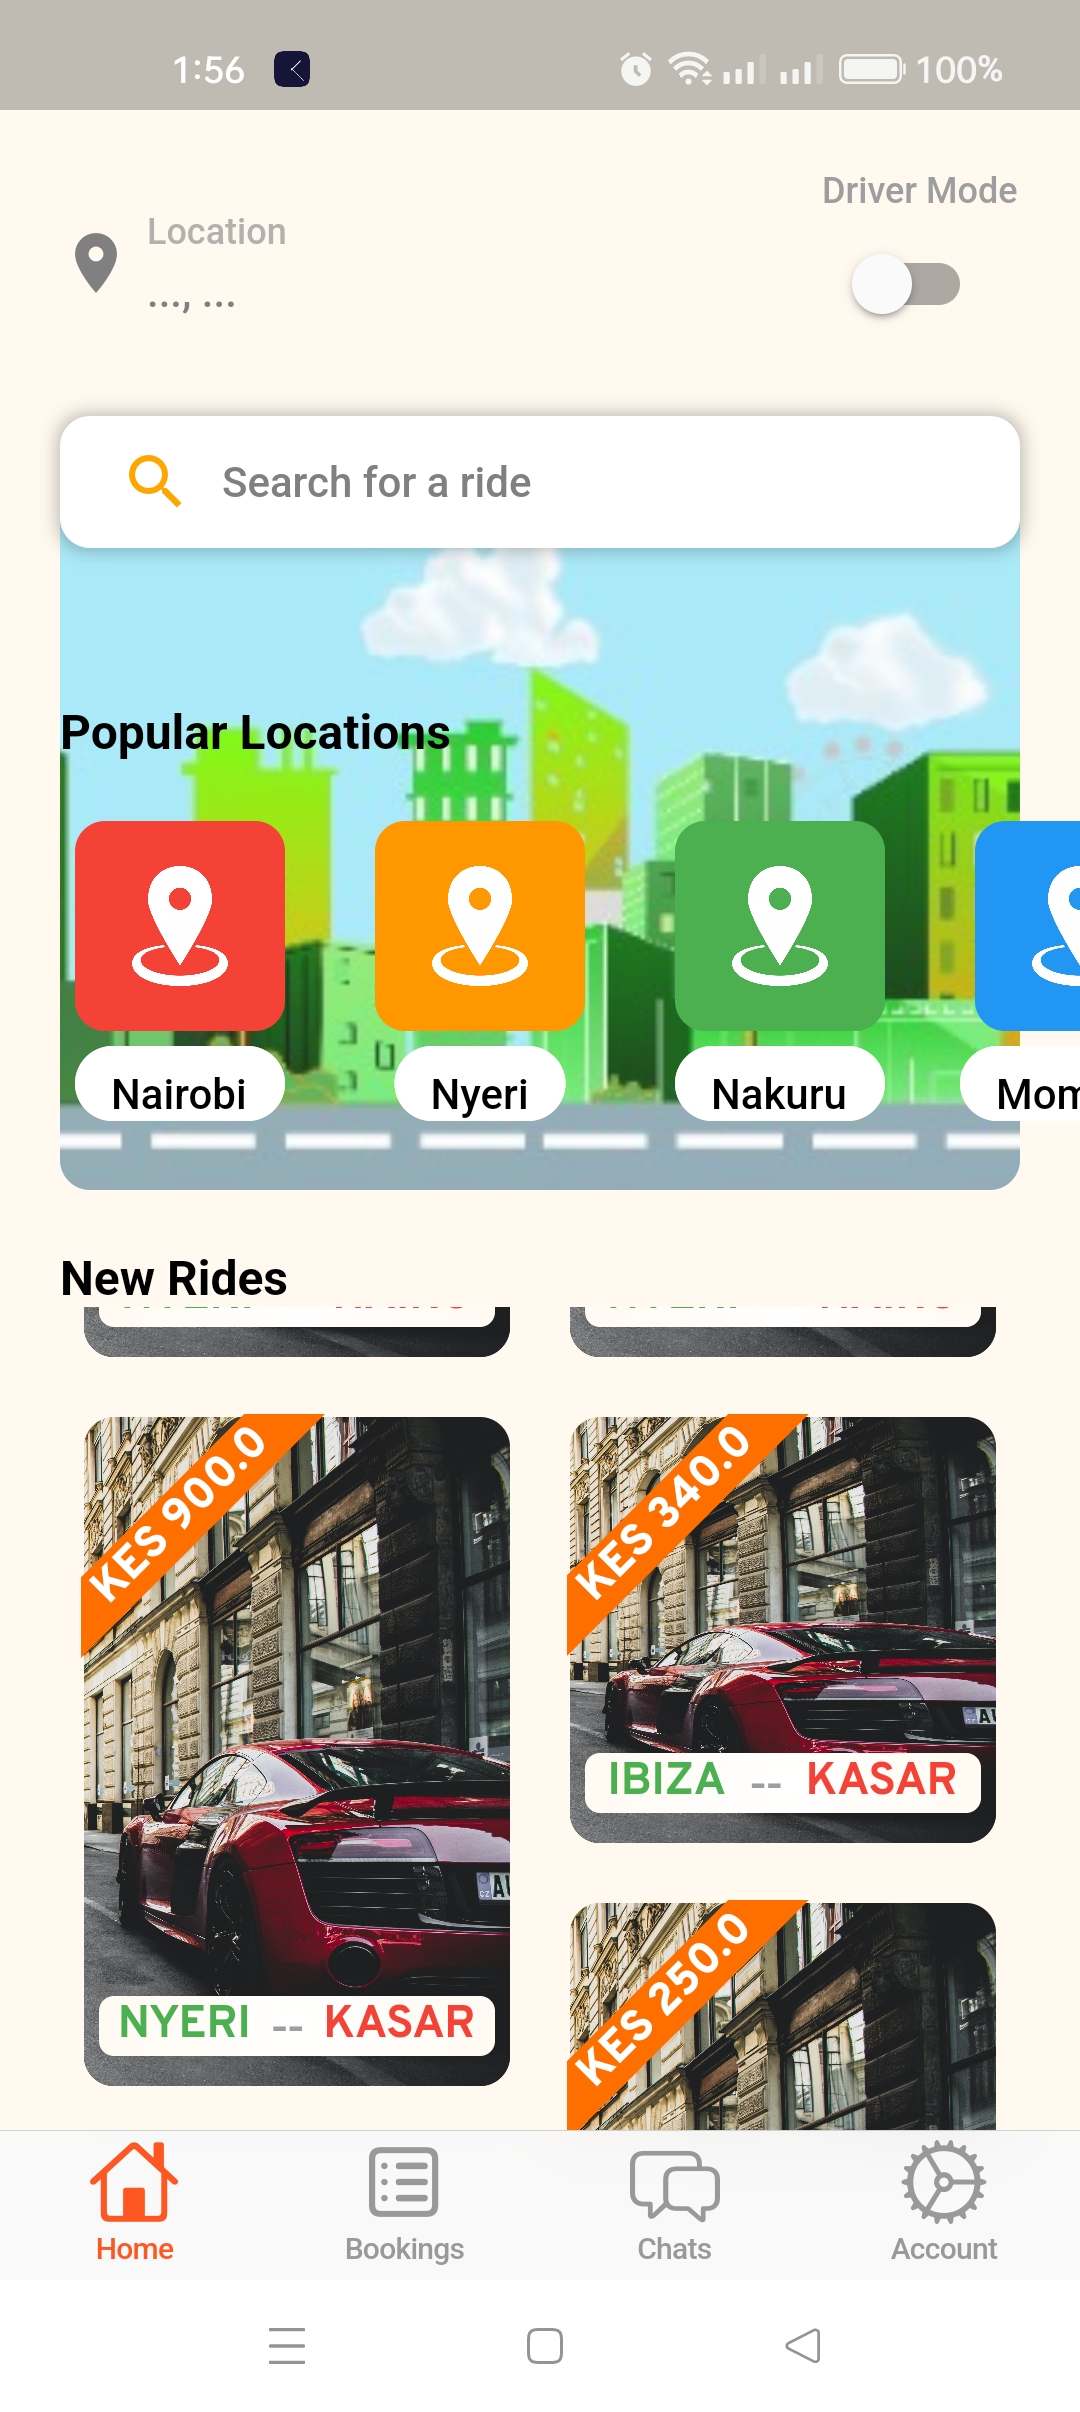 1:56
100%
Driver Mode
Location
..., ...
Search for a ride
Popular Locations
Nairobi
Nyeri
Nakuru
New Rides
KES 900.0
KES 340.0
IBIZA -- KASAR
KES 250.0
NYERI -- KASAR
Home
Bookings
Chats
Account